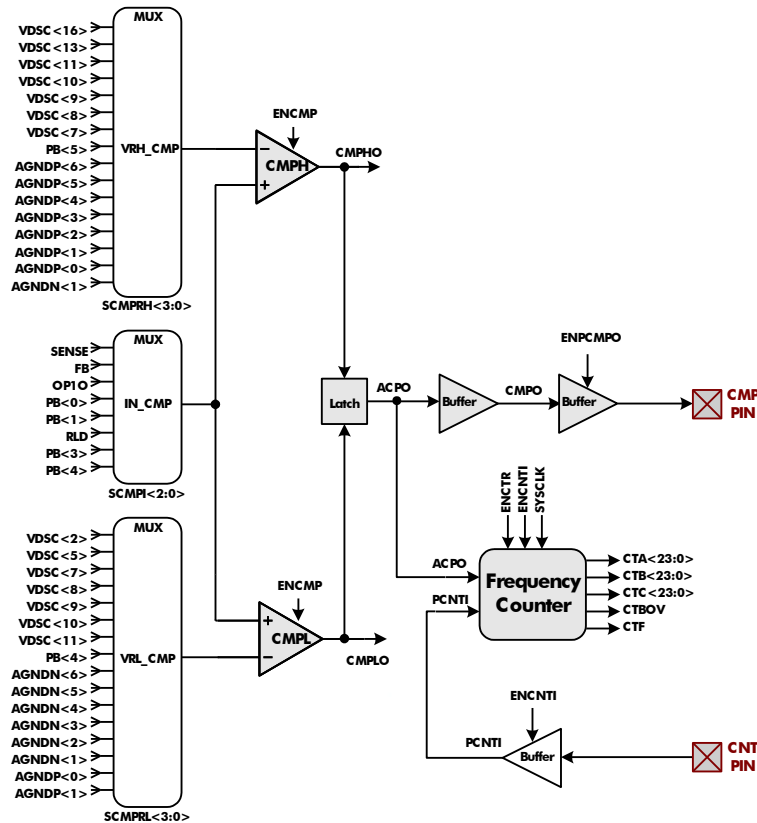 MUX
VDSC<16>
VDSC<13>
VDSC<11>
VDSC<10>
VDSC<9>
VDSC<8>
VDSC<7>
PB<5>
AGNDP<6>
AGNDP<5>
AGNDP<4>
AGNDP<3>
AGNDP<2>
AGNDP<1>
AGNDP<0>
AGNDN<1>
VRH_CMP
SCMPRH<3:0>
ENCMP
−
+
CMPH
CMPHO
MUX
SENSE
FB
OP1O
PB<0>
PB<1>
RLD
PB<3>
PB<4>
IN_CMP
SCMPI<2:0>
Latch
ACPO
Buffer
CMPO
ENPCMPO
Buffer
CMP
PIN
MUX
VDSC<2>
VDSC<5>
VDSC<7>
VDSC<8>
VDSC<9>
VDSC<10>
VDSC<11>
PB<4>
AGNDN<6>
AGNDN<5>
AGNDN<4>
AGNDN<3>
AGNDN<2>
AGNDN<1>
AGNDP<0>
AGNDP<1>
VRL_CMP
SCMPRL<3:0>
ENCMP
+
−
CMPL
CMPLO
ENCTR
ENCNTI
SYSCLK
ACPO
PCNTI
Frequency
Counter
CTA<23:0>
CTB<23:0>
CTC<23:0>
CTBOV
CTF
ENCNTI
PCNTI
Buffer
CNT
PIN